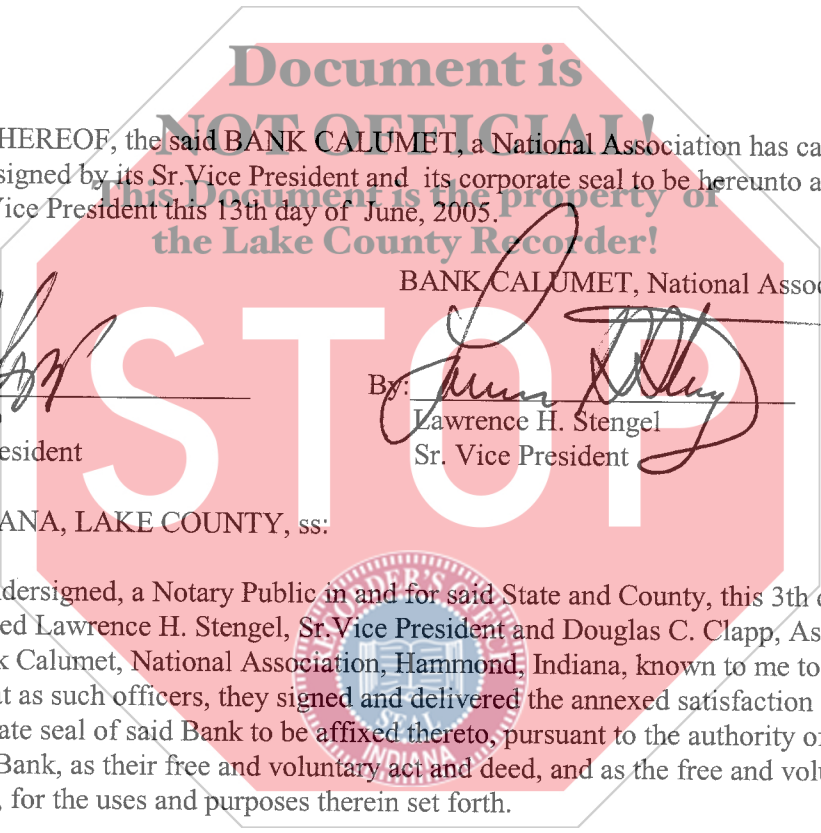 Document is
NOT OFFICIAL!
HEREOF, the said BANK CALUMET, a National Association has ca
signed by its Sr.Vice President and its corporate seal to be hereunto a
This Document is the property of
Vice President this 13th day of June, 2005.
the Lake County Recorder!
BANK CALUMET, National Assoc
STOP
By:
Lawrence H. Stengel
esident
Sr. Vice President
ANA, LAKE COUNTY, ss:
dersigned, a Notary Public in and for said State and County, this 3th
ed Lawrence H. Stengel, Sr.Vice President and Douglas C. Clapp, As
k Calumet, National Association, Hammond, Indiana, known to me to
at as such officers, they signed and delivered the annexed satisfaction
ate seal of said Bank to be affixed thereto, pursuant to the authority of
Bank, as their free and voluntary act and deed, and as the free and volu
, for the uses and purposes therein set forth.
RECORDER'S OFFICE
SEAL
INDIANA